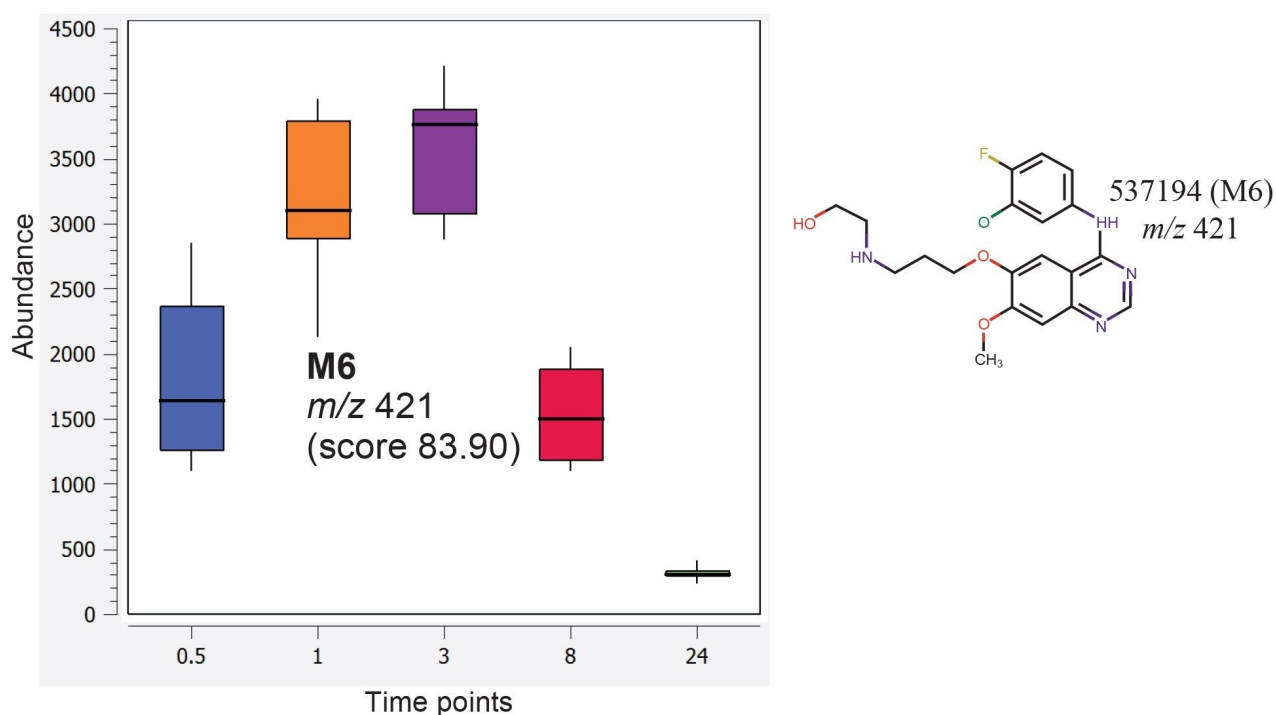 4500
4000
3500
3000
2500
2000
1500
1000
500
0
Abundance
M6
m/z 421
(score 83.90)
0.5 1 3 8 24
Time points
F
537194 (M6)
m/z 421
HO
O
HH
HN
O
N
O
N
CH3